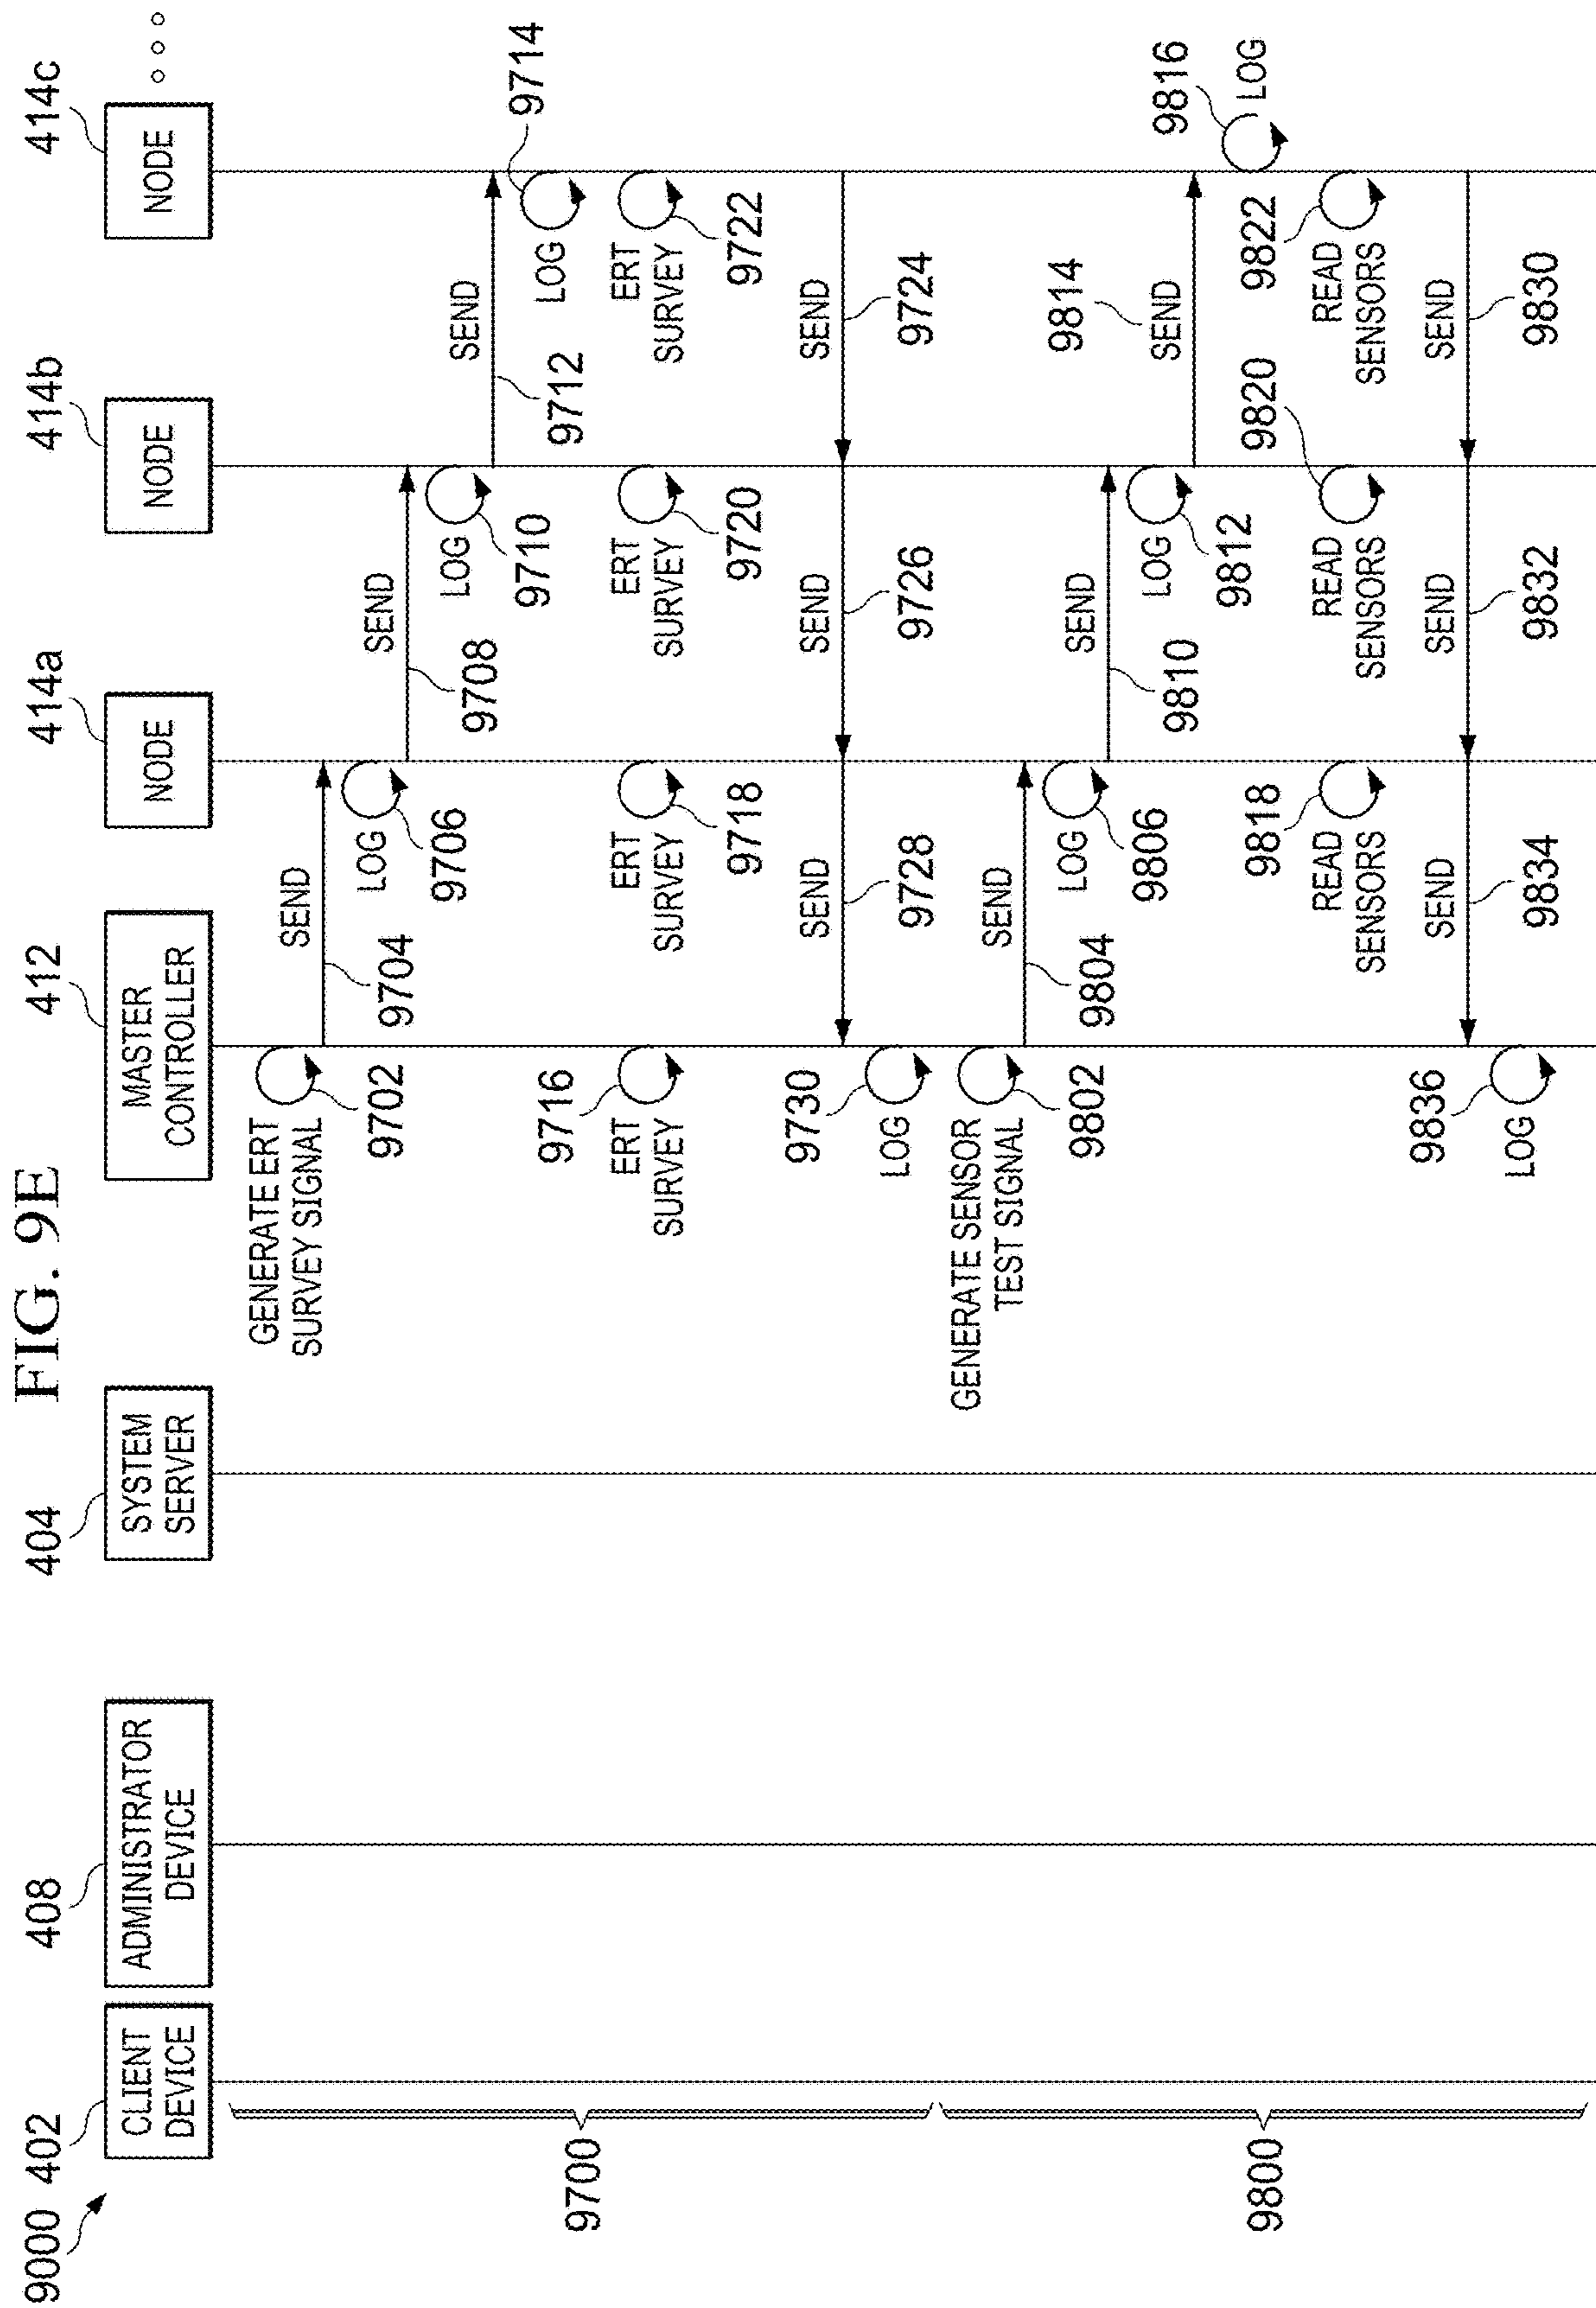 FIG. 9E
9000
402
CLIENT
DEVICE
408
ADMINISTRATOR
DEVICE
404
SYSTEM
SERVER
412
MASTER
CONTROLLER
414a
NODE
414b
NODE
414c
NODE
9700
GENERATE ERT
SURVEY SIGNAL
9702
SEND
9704
LOG
9706
SEND
9708
LOG
9710
SEND
9712
LOG
9714
9716
ERT
SURVEY
ERT
SURVEY
9718
ERT
SURVEY
9720
ERT
SURVEY
9722
SEND
9724
SEND
9726
SEND
9728
9730
LOG
9800
GENERATE SENSOR
TEST SIGNAL
9802
SEND
9804
LOG
9806
SEND
9810
LOG
9812
9814
SEND
9816
LOG
9818
READ
SENSORS
9820
READ
SENSORS
9822
READ
SENSORS
SEND
9830
SEND
9832
SEND
9834
9836
LOG